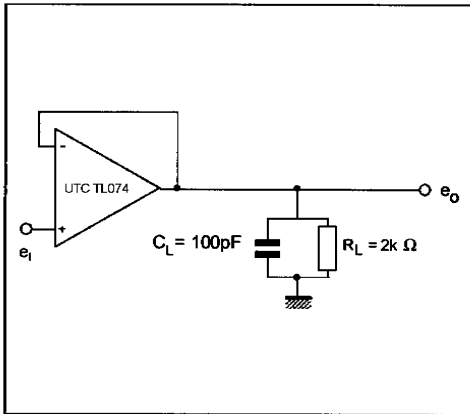 -
UTC TL074
+
eI
eO
CL = 100pF
RL = 2k Ω